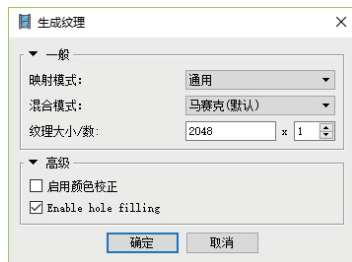 生成纹理
一般
映射模式: 通用
混合模式: 马赛克(默认)
纹理大小/数: 2048 x 1
高级
启用颜色校正
Enable hole filling
确定 取消